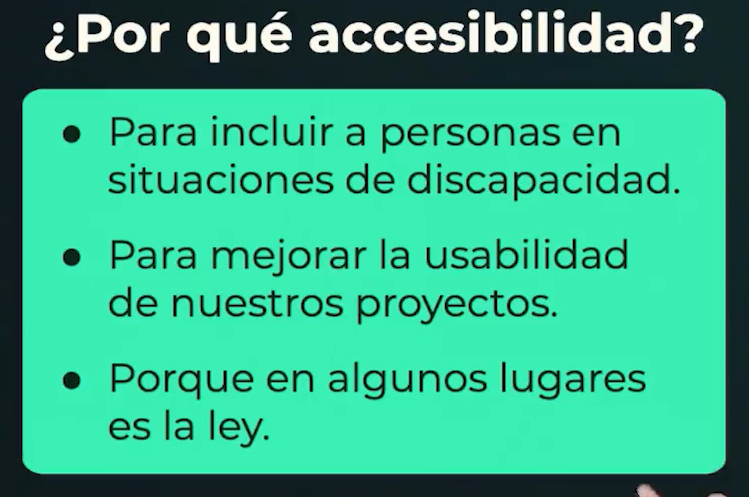 ¿Por qué accesibilidad?
● Para incluir a personas en
situaciones de discapacidad.
● Para mejorar la usabilidad
de nuestros proyectos.
● Porque en algunos lugares
es la ley.